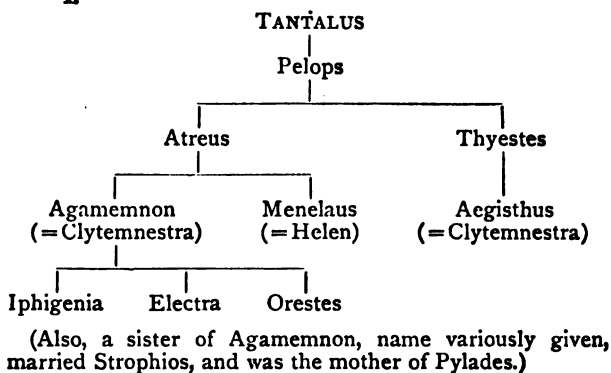 TANTALUS
Pelops
Atreus Thyestes
Agamemnon Menelaus Aegisthus
(=Clytemnestra) (=Helen) (=Clytemnestra)
Iphigenia Electra Orestes
(Also, a sister of Agamemnon, name variously given,
married Strophios, and was the mother of Pylades.)